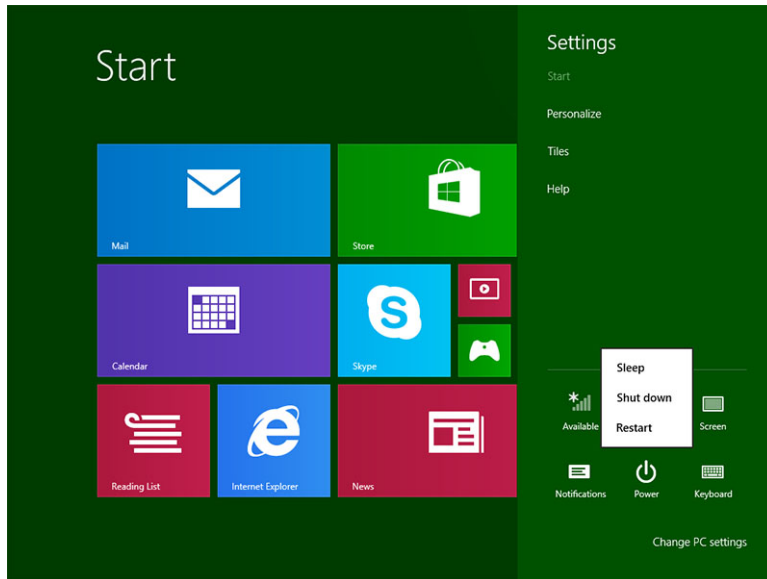 Start
Mail
Store
Calendar
Skype
Reading List
Internet Explorer
News
Settings
Start
Personalize
Tiles
Help
Sleep
Shut down
Restart
Available
Screen
Notifications
Power
Keyboard
Change PC settings